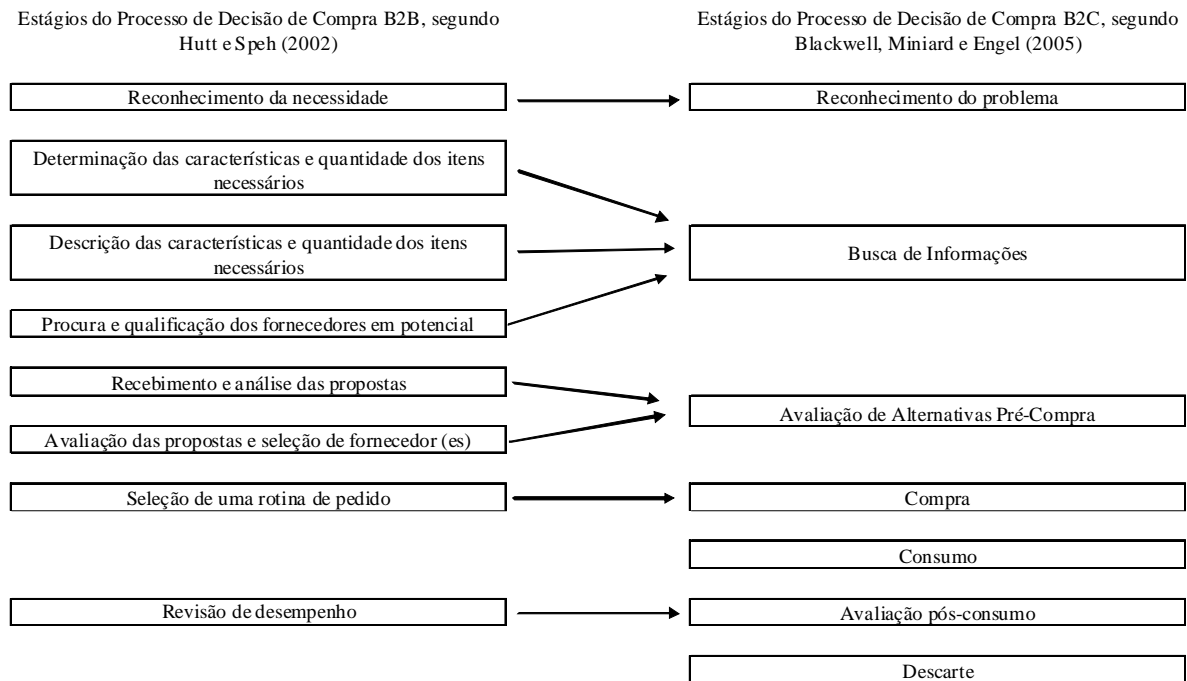 Estágios do Processo de Decisão de Compra B2B, segundo
Hutt e Speh (2002)
Estágios do Processo de Decisão de Compra B2C, segundo
Blackwell, Miniard e Engel (2005)
Reconhecimento da necessidade
Reconhecimento do problema
Determinação das características e quantidade dos itens
necessários
Descrição das características e quantidade dos itens
necessários
Busca de Informações
Procura e qualificação dos fornecedores em potencial
Recebimento e análise das propostas
Avaliação de Alternativas Pré-Compra
Avaliação das propostas e seleção de fornecedor (es)
Seleção de uma rotina de pedido
Compra
Consumo
Revisão de desempenho
Avaliação pós-consumo
Descarte